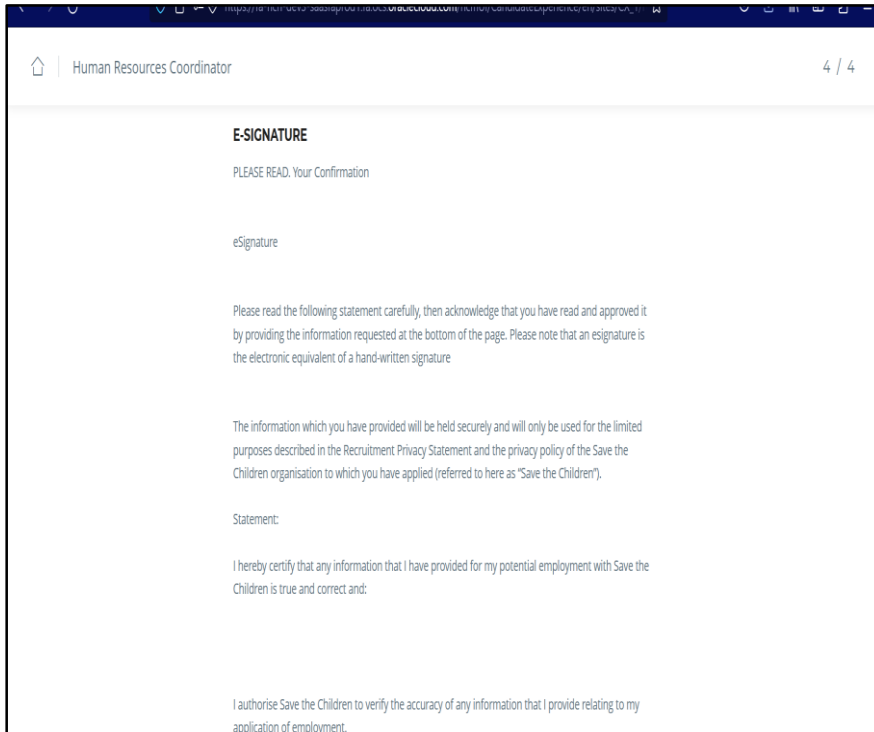 Human Resources Coordinator
4 / 4
E-SIGNATURE
PLEASE READ. Your Confirmation
eSignature
Please read the following statement carefully, then acknowledge that you have read and approved it
by providing the information requested at the bottom of the page. Please note that an esignature is
the electronic equivalent of a hand-written signature
The information which you have provided will be held securely and will only be used for the limited
purposes described in the Recruitment Privacy Statement and the privacy policy of the Save the
Children organisation to which you have applied (referred to here as “Save the Children”).
Statement:
I hereby certify that any information that I have provided for my potential employment with Save the
Children is true and correct and:
I authorise Save the Children to verify the accuracy of any information that I provide relating to my
application of employment.